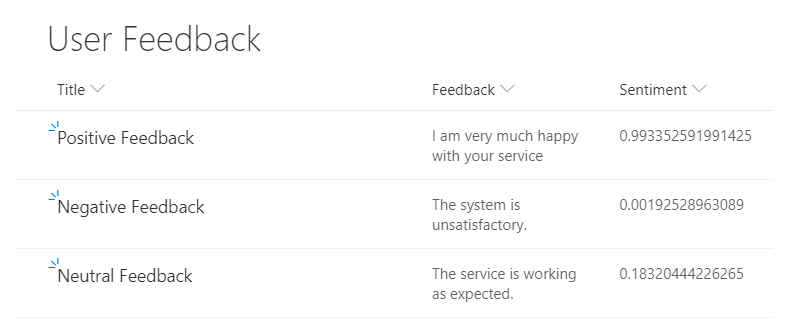 User Feedback
Title Feedback Sentiment
Positive Feedback I am very much happy 0.993352591991425
with your service
Negative Feedback The system is 0.00192528963089
unsatisfactory.
Neutral Feedback The service is working 0.18320444226265
as expected.